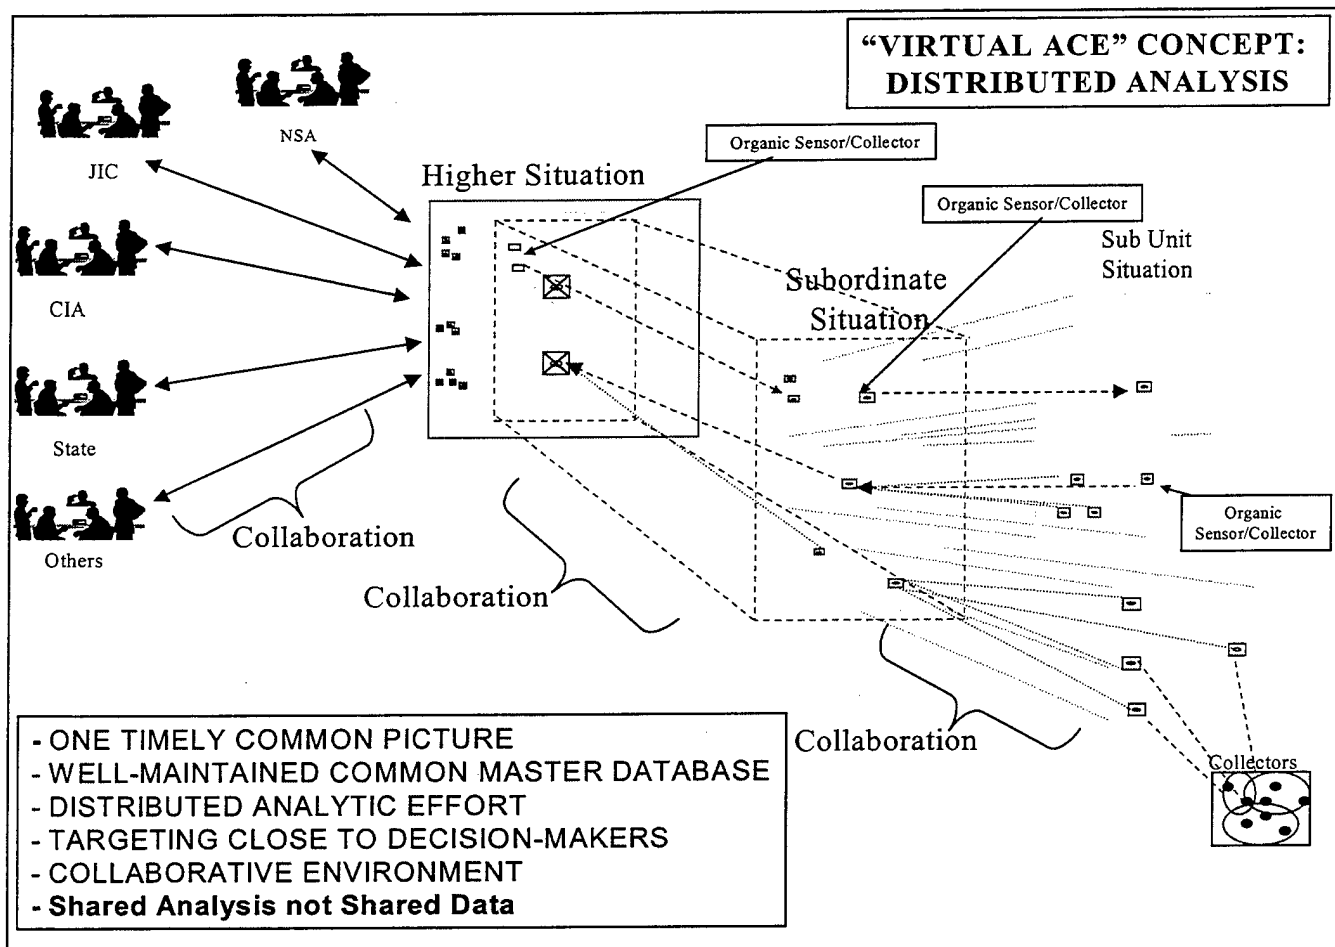 “VIRTUAL ACE” CONCEPT:
DISTRIBUTED ANALYSIS
NSA
JIC
CIA
State
Others
Organic Sensor/Collector
Higher Situation
Organic Sensor/Collector
Sub Unit
Situation
Subordinate
Situation
Organic
Sensor/Collector
Collaboration
Collaboration
Collaboration
Collectors
- ONE TIMELY COMMON PICTURE
- WELL-MAINTAINED COMMON MASTER DATABASE
- DISTRIBUTED ANALYTIC EFFORT
- TARGETING CLOSE TO DECISION-MAKERS
- COLLABORATIVE ENVIRONMENT
- Shared Analysis not Shared Data